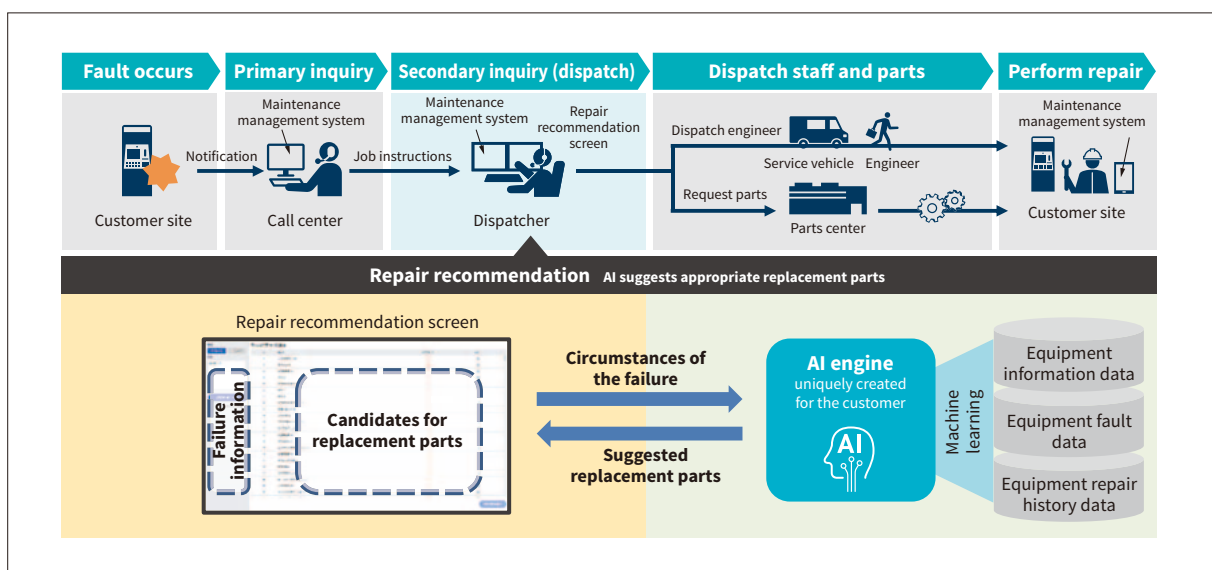 Fault occurs
Primary inquiry
Secondary inquiry (dispatch)
Dispatch staff and parts
Perform repair
Maintenance
management system
Notification
Customer site
Call center
Job instructions
Maintenance
management system
Repair
recommendation
screen
Dispatcher
Dispatch engineer
Service vehicle
Engineer
Request parts
Parts center
Maintenance
management system
Customer site
Repair recommendation AI suggests appropriate replacement parts
Repair recommendation screen
Failure
information
Candidates for
replacement parts
Circumstances of
the failure
Suggested
replacement parts
AI engine
uniquely created
for the customer
AI
Machine
learning
Equipment
information data
Equipment fault
data
Equipment repair
history data